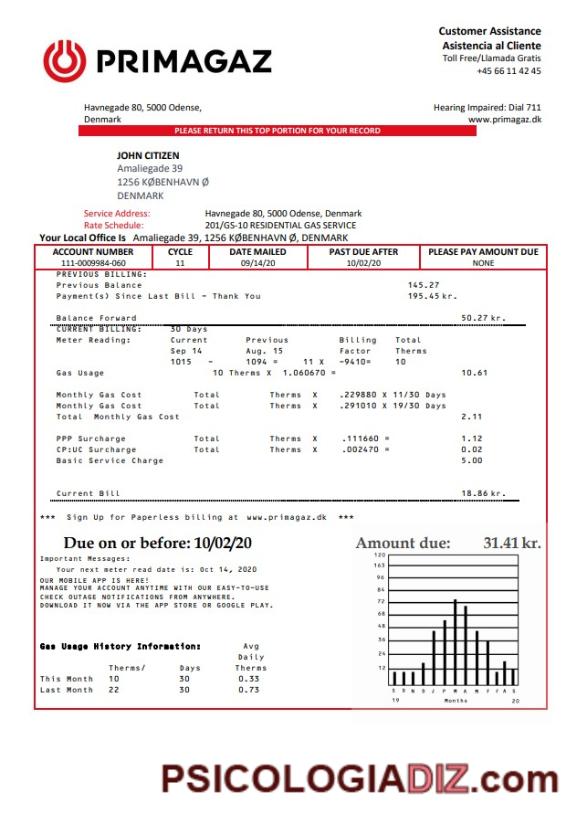 PRIMAGAZ
Customer Assistance
Asistencia al Cliente
Toll Free/Llamada Gratis
+45 66 11 42 45
Havnegade 80, 5000 Odense,
Denmark
Hearing Impaired: Dial 711
www.primagaz.dk
PLEASE RETURN THIS TOP PORTION FOR YOUR RECORD
JOHN CITIZEN
Amaliegade 39
1256 KØBENHAVN Ø
DENMARK
Service Address: Havnegade 80, 5000 Odense, Denmark
Rate Schedule: 201/GS-10 RESIDENTIAL GAS SERVICE
Your Local Office Is Amaliegade 39, 1256 KØBENHAVN Ø, DENMARK
ACCOUNT NUMBER CYCLE DATE MAILED PAST DUE AFTER PLEASE PAY AMOUNT DUE
111-0009984-060 11 09/14/20 10/02/20 NONE
PREVIOUS BILLING:
Previous Balance 145.27
Payment(s) Since Last Bill - Thank You 195.45 kr.
Balance Forward 50.27 kr.
CURRENT BILLING: 30 Days
Meter Reading: Current Previous Billing Total
Sep 14 Aug. 15 Factor Therms
1015 - 1094 = 11 X -9410= 10
Gas Usage 10 Therms X 1.060670 = 10.61
Monthly Gas Cost Total Therms X .229880 X 11/30 Days
Monthly Gas Cost Total Therms X .291010 X 19/30 Days
Total Monthly Gas Cost 2.11
PPP Surcharge Total Therms X .111660 = 1.12
CP:UC Surcharge Total Therms X .002470 = 0.02
Basic Service Charge 5.00
Current Bill 18.86 kr.
*** Sign Up for Paperless billing at www.primagaz.dk ***
Due on or before: 10/02/20 Amount due: 31.41 kr.
Important Messages:
Your next meter read date is: Oct 14, 2020
OUR MOBILE APP IS HERE!
MANAGE YOUR ACCOUNT ANYTIME WITH OUR EASY-TO-USE
CHECK OUTAGE NOTIFICATIONS FROM ANYWHERE.
DOWNLOAD IT NOW VIA THE APP STORE OR GOOGLE PLAY.
Gas Usage History Information: Avg
Daily
Therms/ Days Therms
This Month 10 30 0.33
Last Month 22 30 0.73
120
163
96
84
72
68
48
36
24
12
S O N D J F M A M J F A S
19 Months 20
PSICOLOGIADIZ.com